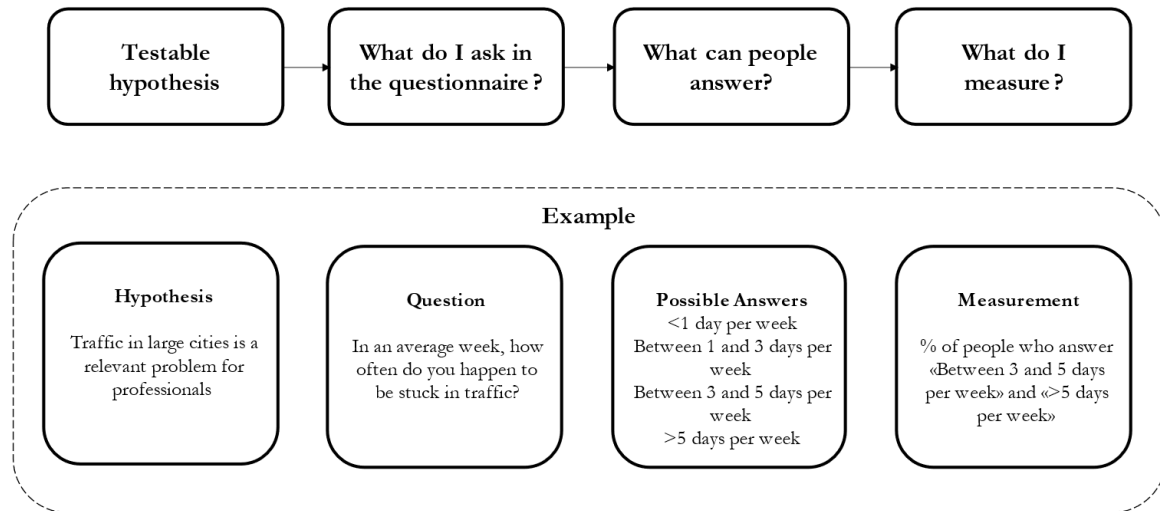 Testable
hypothesis
What do I ask in
the questionnaire?
What can people
answer?
What do I
measure?
Example
Hypothesis
Traffic in large cities is a
relevant problem for
professionals
Question
In an average week, how
often do you happen to
be stuck in traffic?
Possible Answers
<1 day per week
Between 1 and 3 days per
week
Between 3 and 5 days per
week
>5 days per week
Measurement
% of people who answer
«Between 3 and 5 days
per week» and «>5 days
per week»